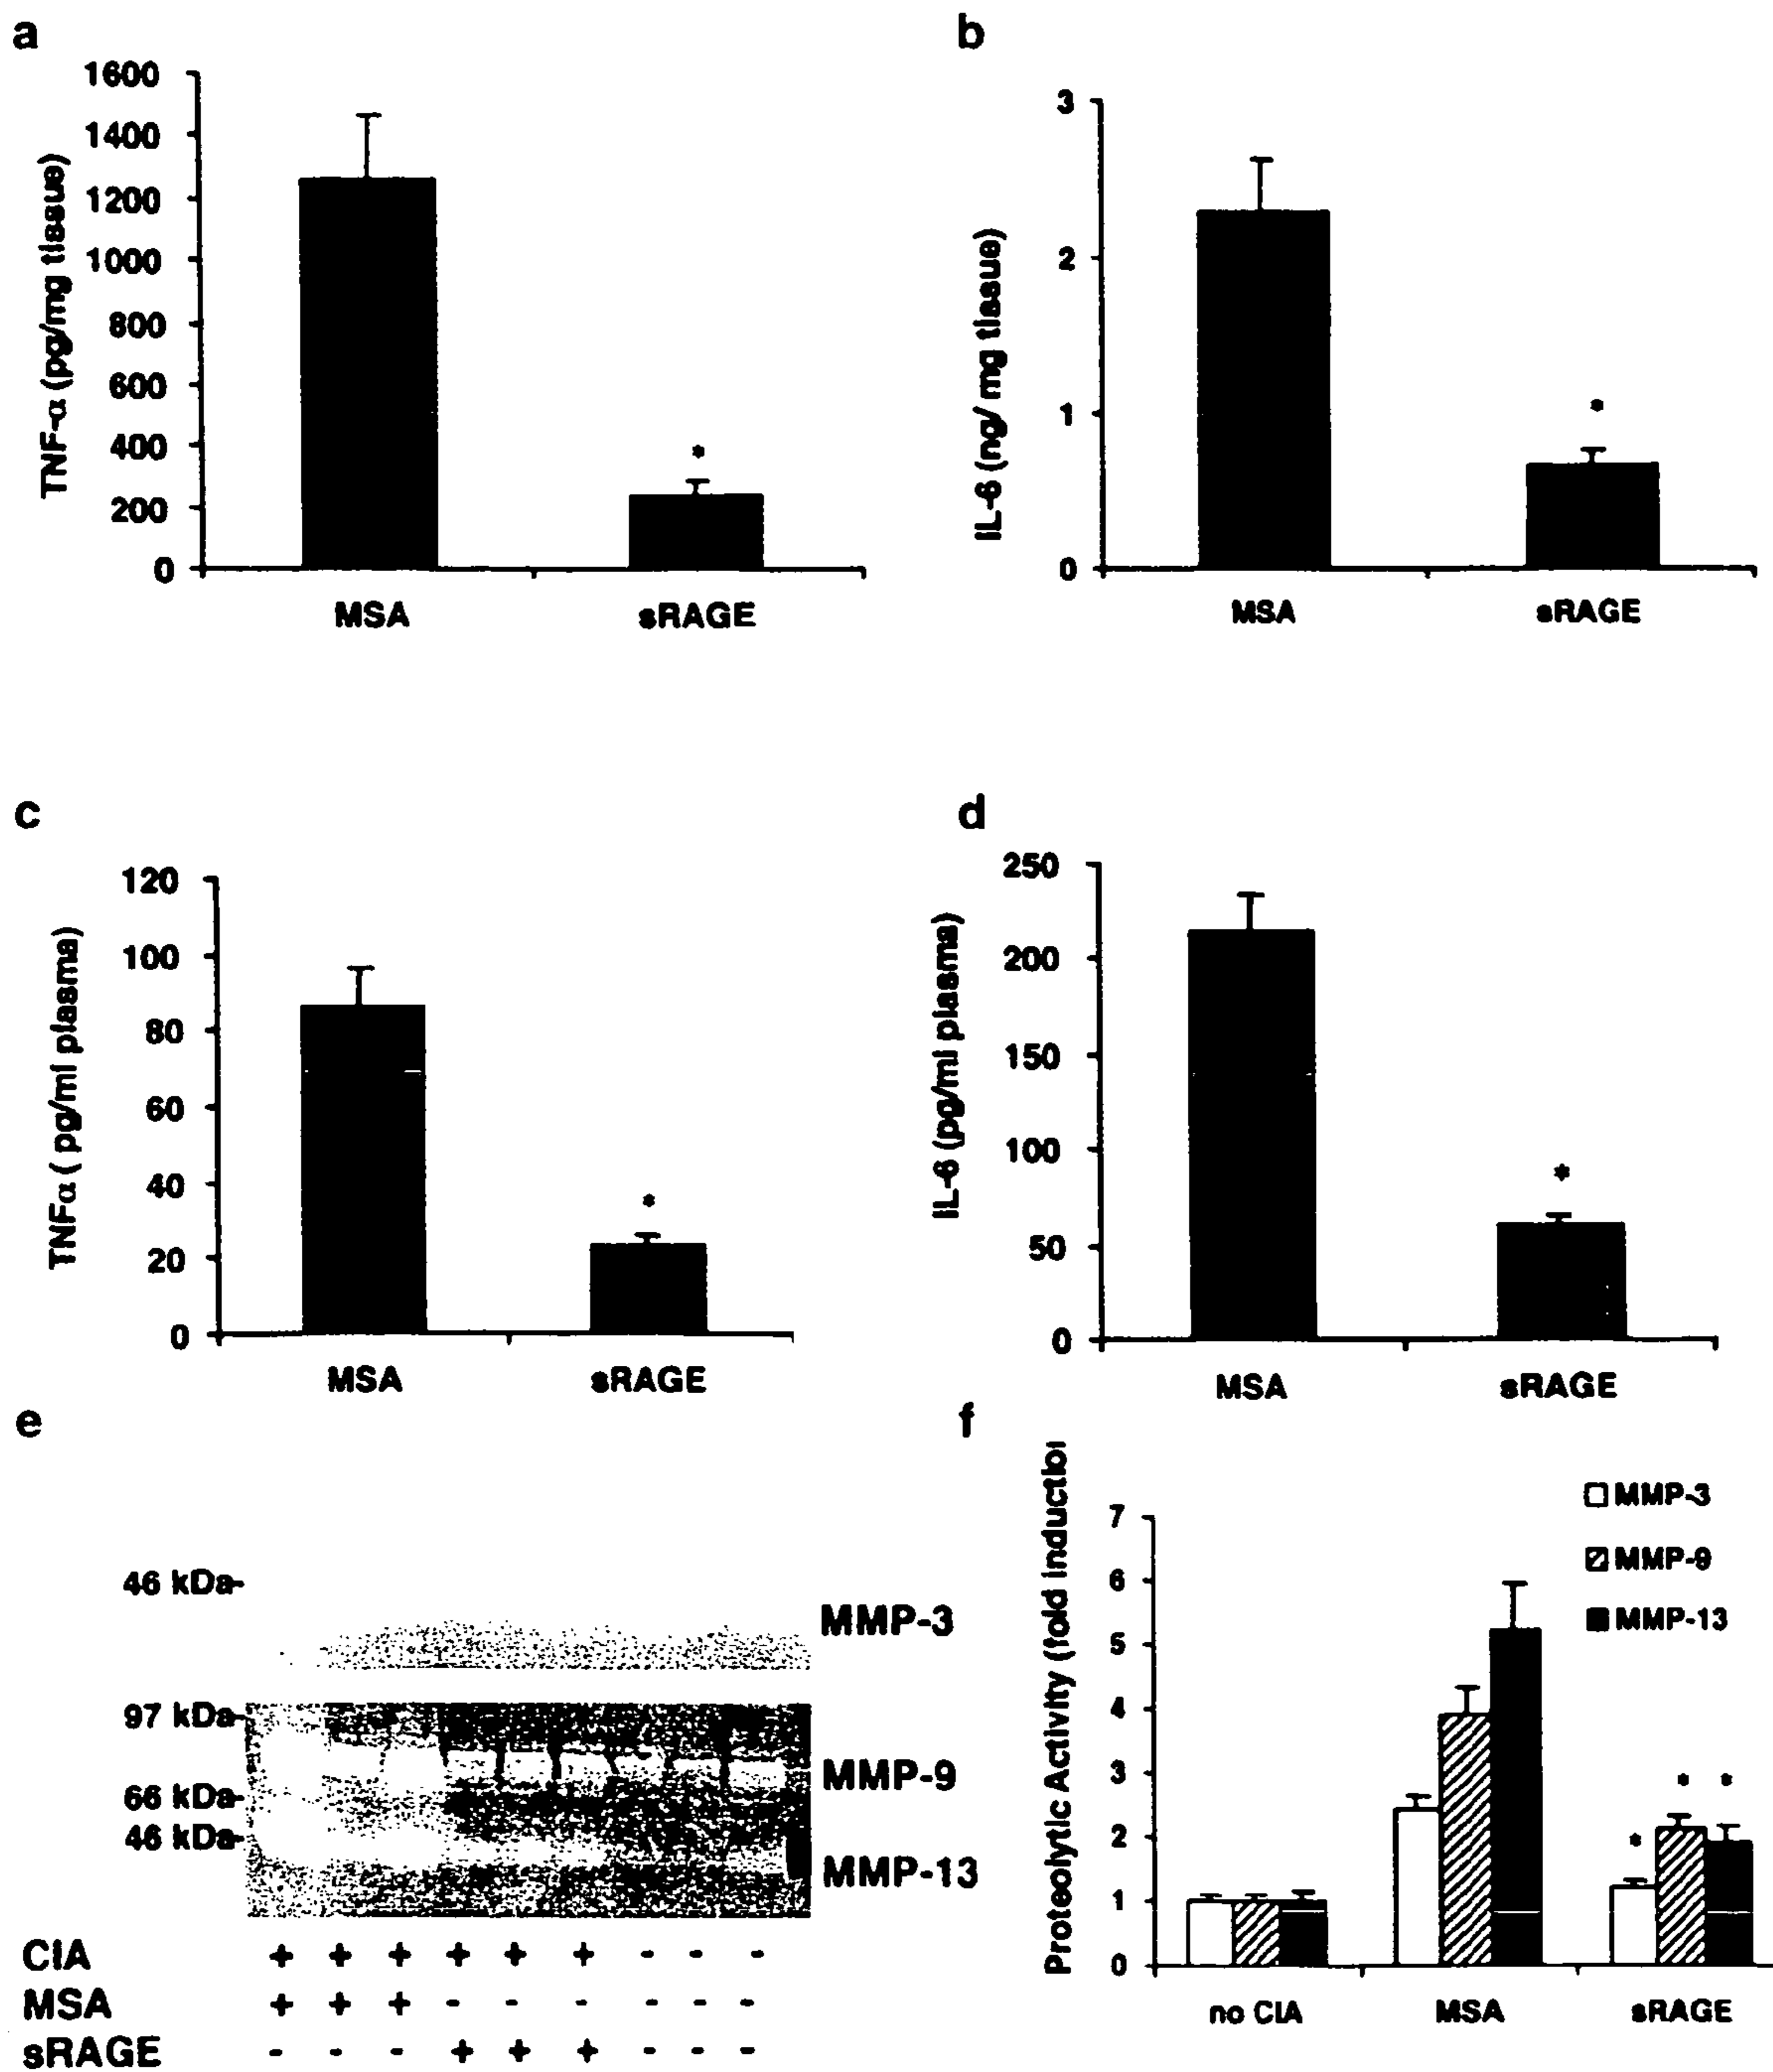 a
TNF-α (pg/mg tissue)
1600
1400
1200
1000
800
600
400
200
0
*
MSA sRAGE
b
IL-6 (ng/ mg tissue)
3
2
1
0
*
MSA sRAGE
c
TNFα ( pg/ml plasma)
120
100
80
60
40
20
0
*
MSA sRAGE
d
IL-6 (pg/ml plasma)
250
200
150
100
50
0
*
MSA sRAGE
e
46 kDa-
MMP-3
97 kDa-
MMP-9
66 kDa-
46 kDa-
MMP-13
CIA + + + + + + - - -
MSA + + + - - - - - -
sRAGE - - - + + + - - -
f
Proteolytic Activity (fold induction
MMP-3
MMP-9
MMP-13
7
6
5
4
3
2
1
0
* * *
no CIA MSA sRAGE